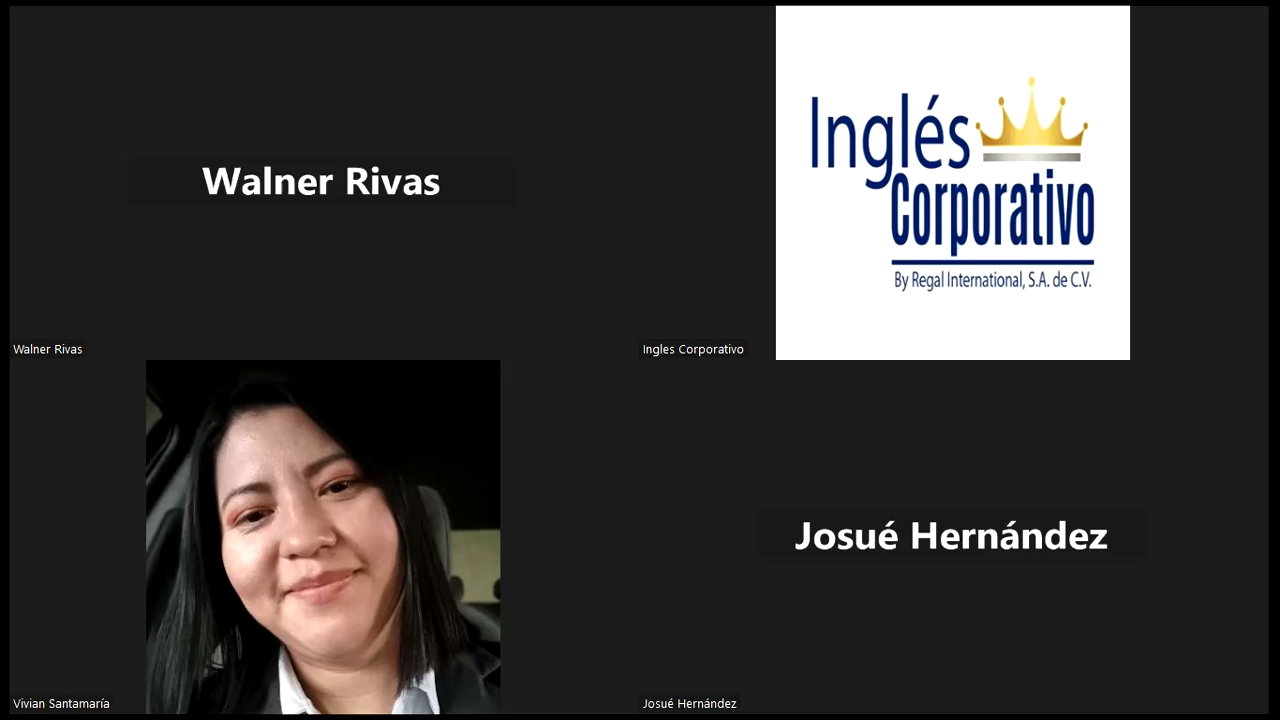 Walner Rivas
Walner Rivas
Inglés
Corporativo
By Regal International, S.A. de C.V.
Ingles Corporativo
Vivian Santamaría
Josué Hernández
Josué Hernández